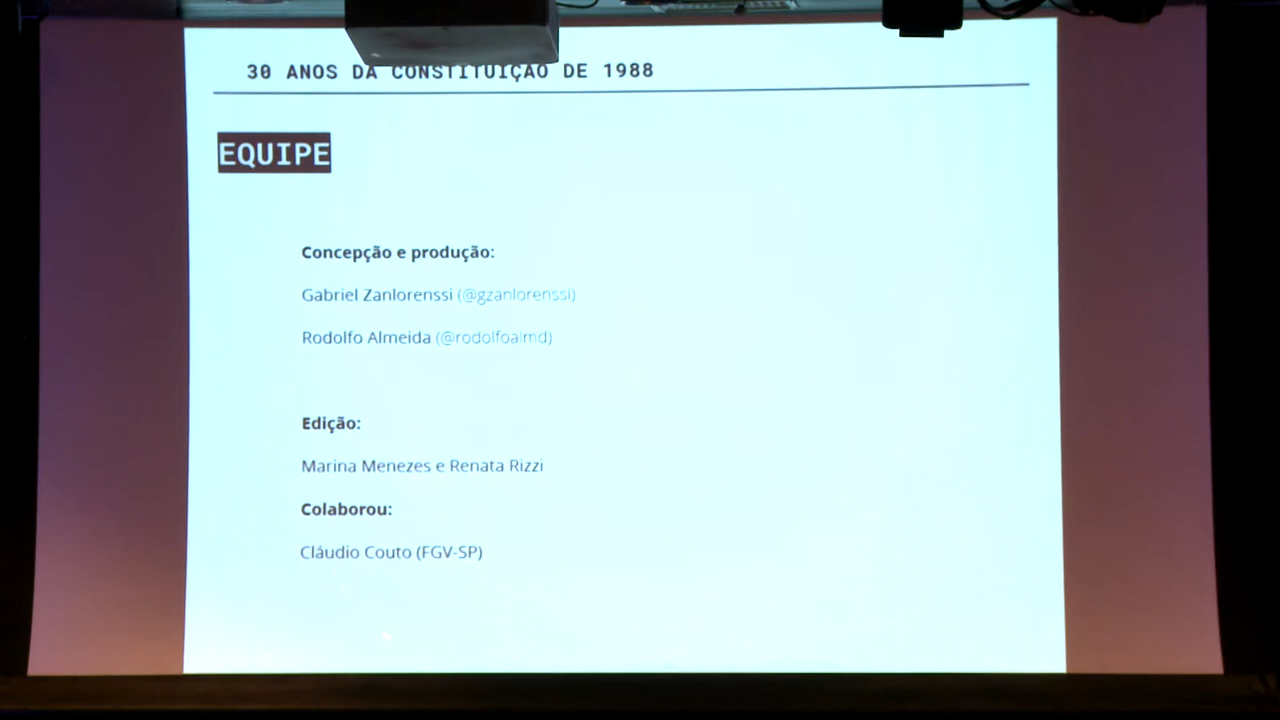 30 ANOS DA CONSTITUIÇÃO DE 1988
EQUIPE
Concepção e produção:
Gabriel Zanlorenssi (@gzanlorenssi)
Rodolfo Almeida (@rodolfoalmd)
Edição:
Marina Menezes e Renata Rizzi
Colaborou:
Cláudio Couto (FGV-SP)